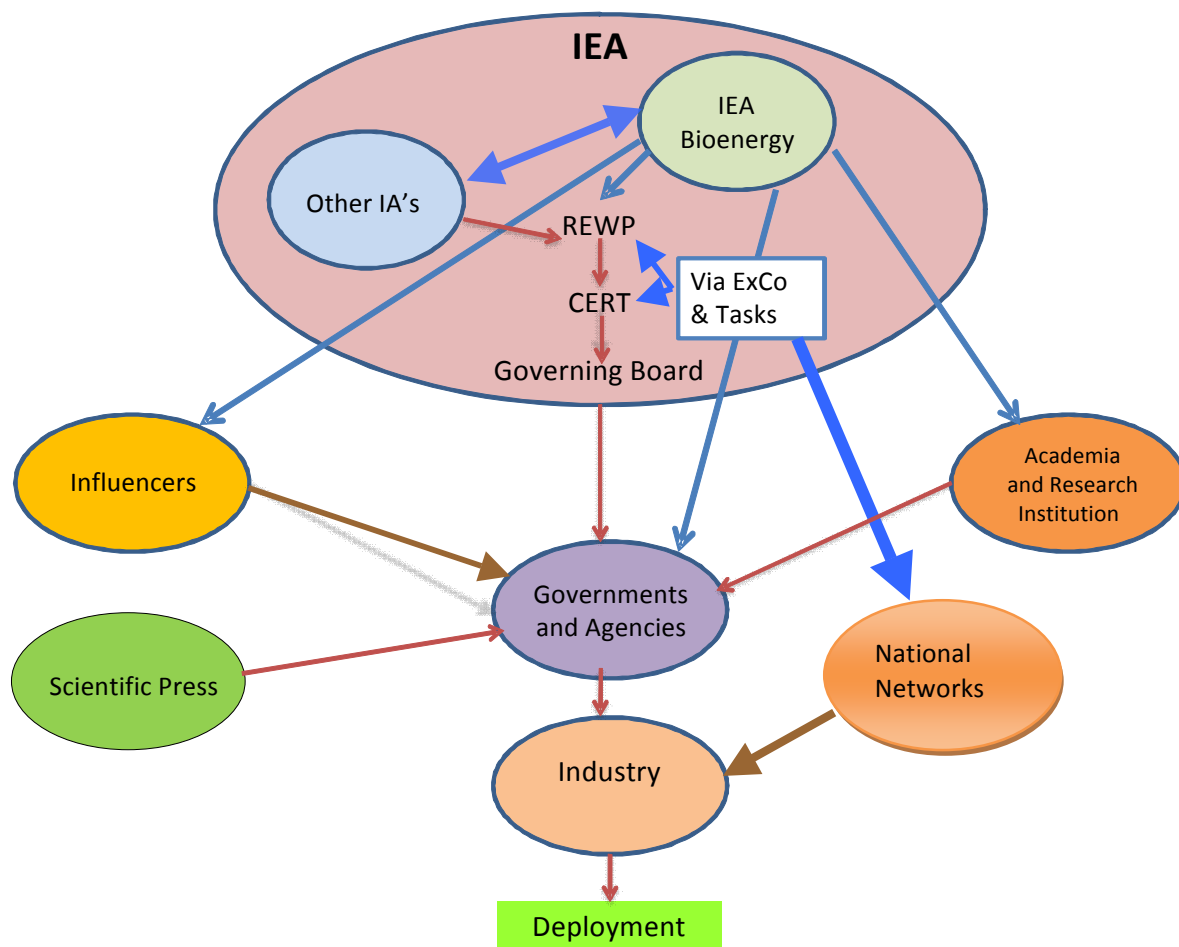 IEA
IEA
Bioenergy
Other IA’s
REWP
Via ExCo
& Tasks
CERT
Governing Board
Influencers
Academia
and Research
Institution
Governments
and Agencies
Scientific Press
National
Networks
Industry
Deployment